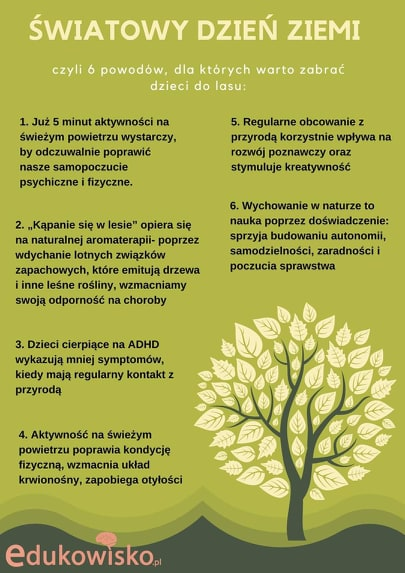 ŚWIATOWY DZIEŃ ZIEMI
czyli 6 powodów, dla których warto zabrać
dzieci do lasu:
1. Już 5 minut aktywności na
świeżym powietrzu wystarczy,
by odczuwalnie poprawić
nasze samopoczucie
psychiczne i fizyczne.
2. „Kąpanie się w lesie” opiera się
na naturalnej aromaterapii- poprzez
wdychanie lotnych związków
zapachowych, które emitują drzewa
i inne leśne rośliny, wzmacniamy
swoją odporność na choroby
3. Dzieci cierpiące na ADHD
wykazują mniej symptomów,
kiedy mają regularny kontakt z
przyrodą
4. Aktywność na świeżym
powietrzu poprawia kondycję
fizyczną, wzmacnia układ
krwionośny, zapobiega otyłości
5. Regularne obcowanie z
przyrodą korzystnie wpływa na
rozwój poznawczy oraz
stymuluje kreatywność
6. Wychowanie w naturze to
nauka poprzez doświadczenie:
sprzyja budowaniu autonomii,
samodzielności, zaradności i
poczucia sprawstwa
edukowisko.pl